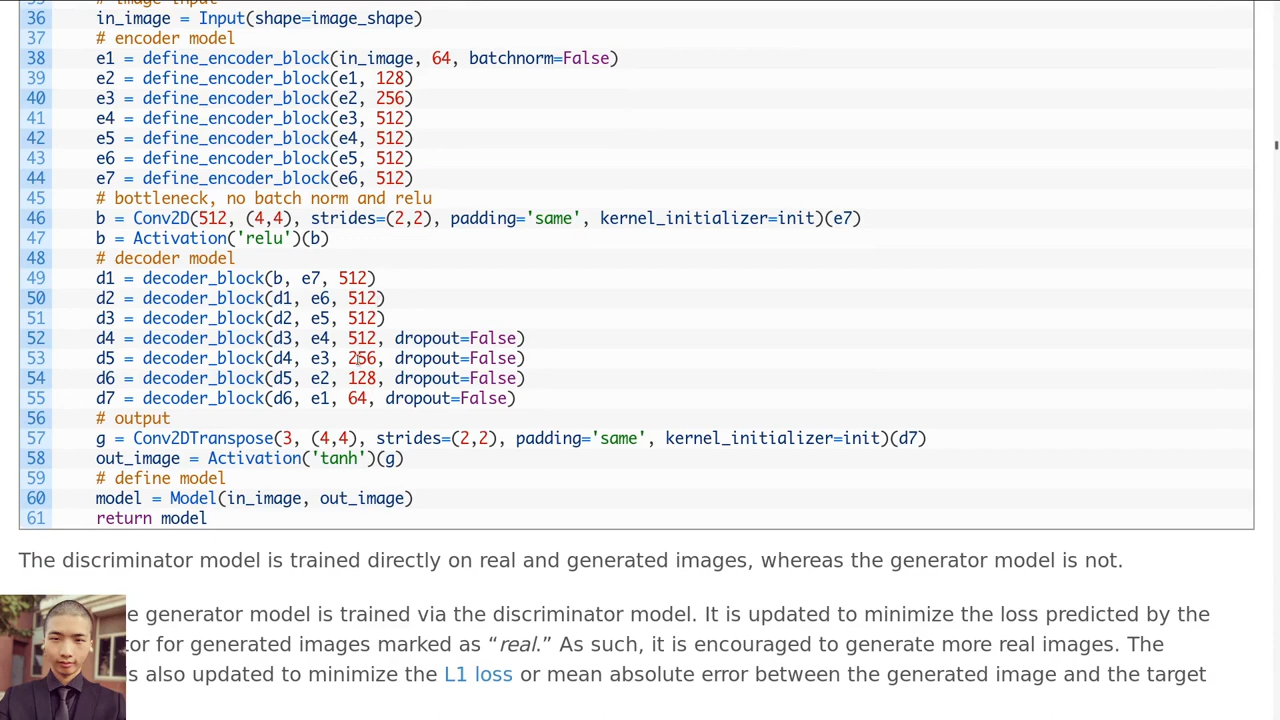 36 in_image = Input(shape=image_shape)
37 # encoder model
38 e1 = define_encoder_block(in_image, 64, batchnorm=False)
39 e2 = define_encoder_block(e1, 128)
40 e3 = define_encoder_block(e2, 256)
41 e4 = define_encoder_block(e3, 512)
42 e5 = define_encoder_block(e4, 512)
43 e6 = define_encoder_block(e5, 512)
44 e7 = define_encoder_block(e6, 512)
45 # bottleneck, no batch norm and relu
46 b = Conv2D(512, (4,4), strides=(2,2), padding='same', kernel_initializer=init)(e7)
47 b = Activation('relu')(b)
48 # decoder model
49 d1 = decoder_block(b, e7, 512)
50 d2 = decoder_block(d1, e6, 512)
51 d3 = decoder_block(d2, e5, 512)
52 d4 = decoder_block(d3, e4, 512, dropout=False)
53 d5 = decoder_block(d4, e3, 256, dropout=False)
54 d6 = decoder_block(d5, e2, 128, dropout=False)
55 d7 = decoder_block(d6, e1, 64, dropout=False)
56 # output
57 g = Conv2DTranspose(3, (4,4), strides=(2,2), padding='same', kernel_initializer=init)(d7)
58 out_image = Activation('tanh')(g)
59 # define model
60 model = Model(in_image, out_image)
61 return model
The discriminator model is trained directly on real and generated images, whereas the generator model is not.
e generator model is trained via the discriminator model. It is updated to minimize the loss predicted by the
tor for generated images marked as “real.” As such, it is encouraged to generate more real images. The
s also updated to minimize the L1 loss or mean absolute error between the generated image and the target